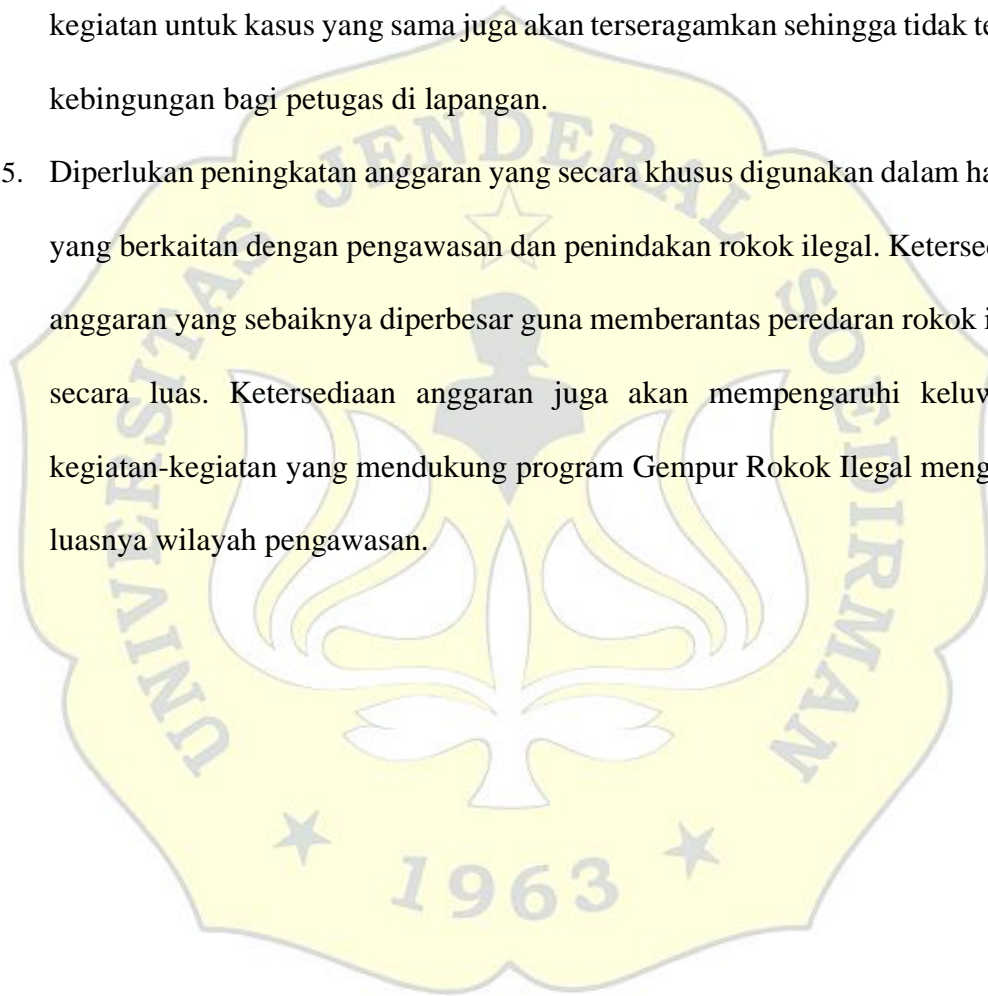 kegiatan untuk kasus yang sama juga akan terseragamkan sehingga tidak
kebingungan bagi petugas di lapangan.
5. Diperlukan peningkatan anggaran yang secara khusus digunakan dalam
yang berkaitan dengan pengawasan dan penindakan rokok ilegal.
anggaran yang sebaiknya diperbesar guna memberantas peredaran rokok
secara luas. Ketersediaan anggaran juga akan mempengaruhi
kegiatan-kegiatan yang mendukung program Gempur Rokok Ilegal
luasnya wilayah pengawasan.
UNIVERSITAS JENDERAL SOEDIRMAN
1963